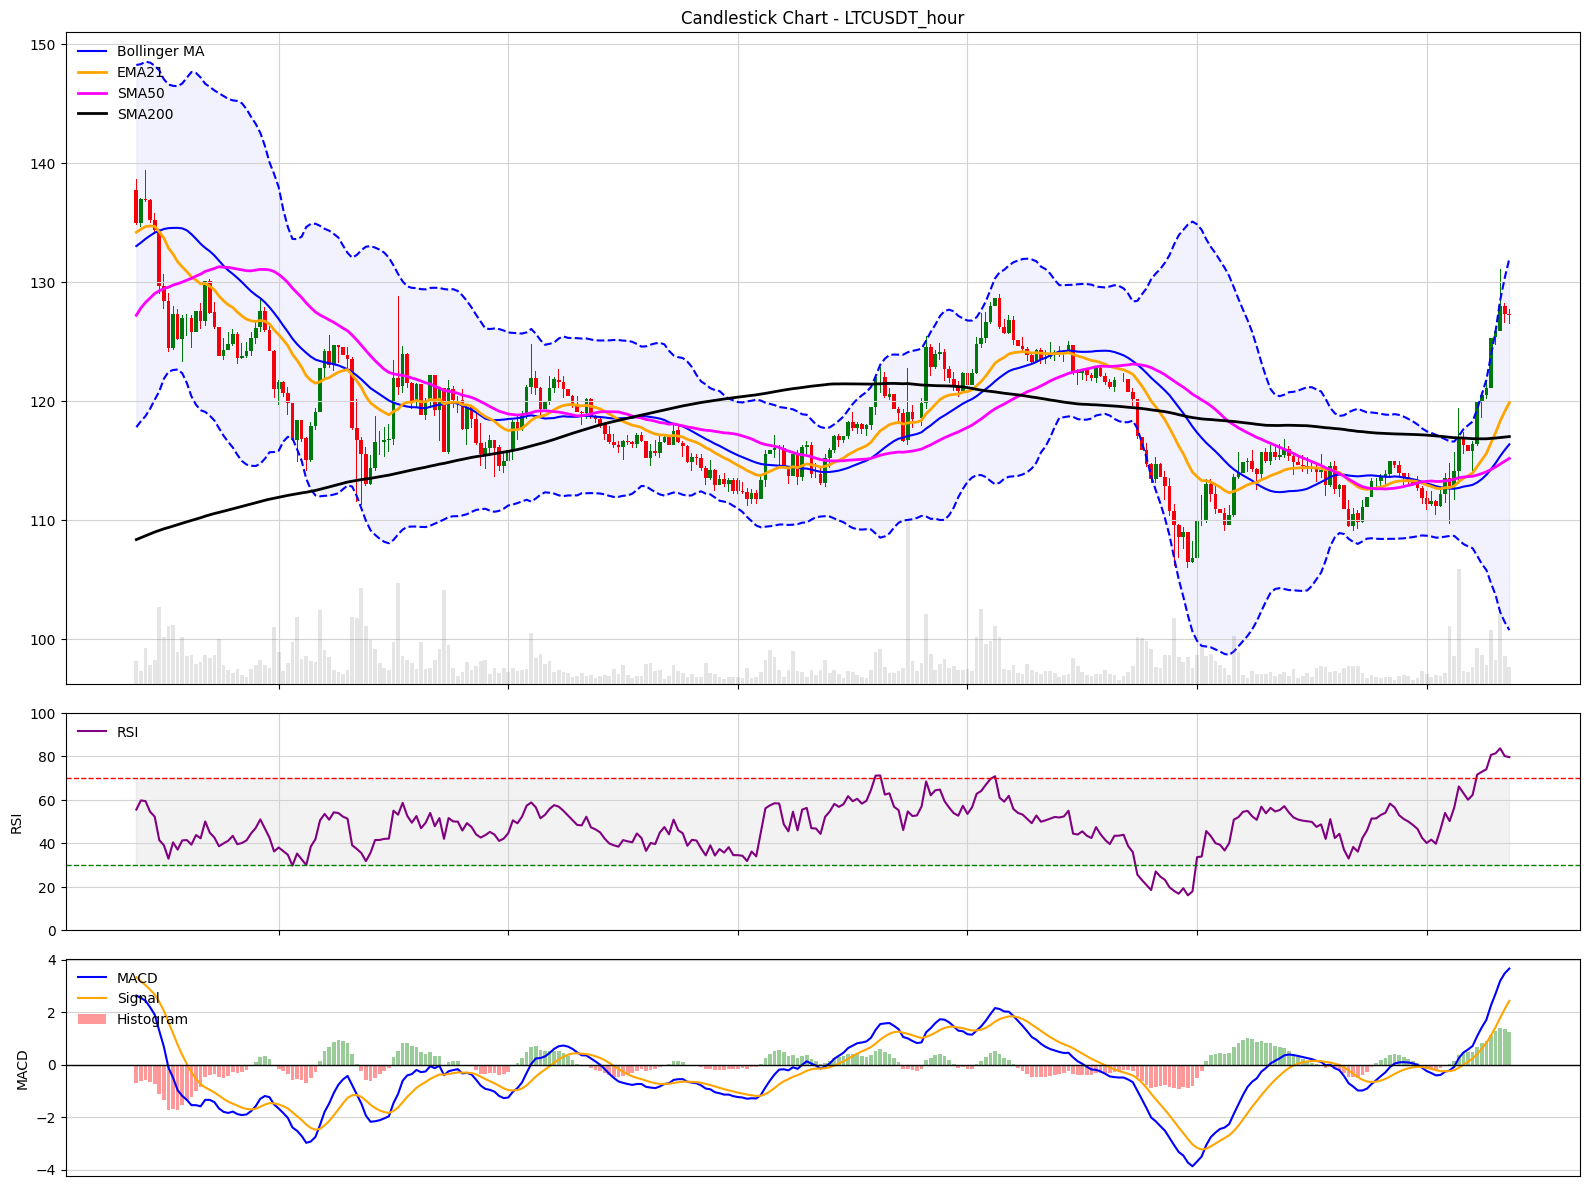 Candlestick Chart - LTCUSDT_hour
150
140
130
120
110
100
Bollinger MA
EMA21
SMA50
SMA200
100
80
60
40
20
0
RSI
RSI
4
2
0
−2
−4
MACD
MACD
Signal
Histogram